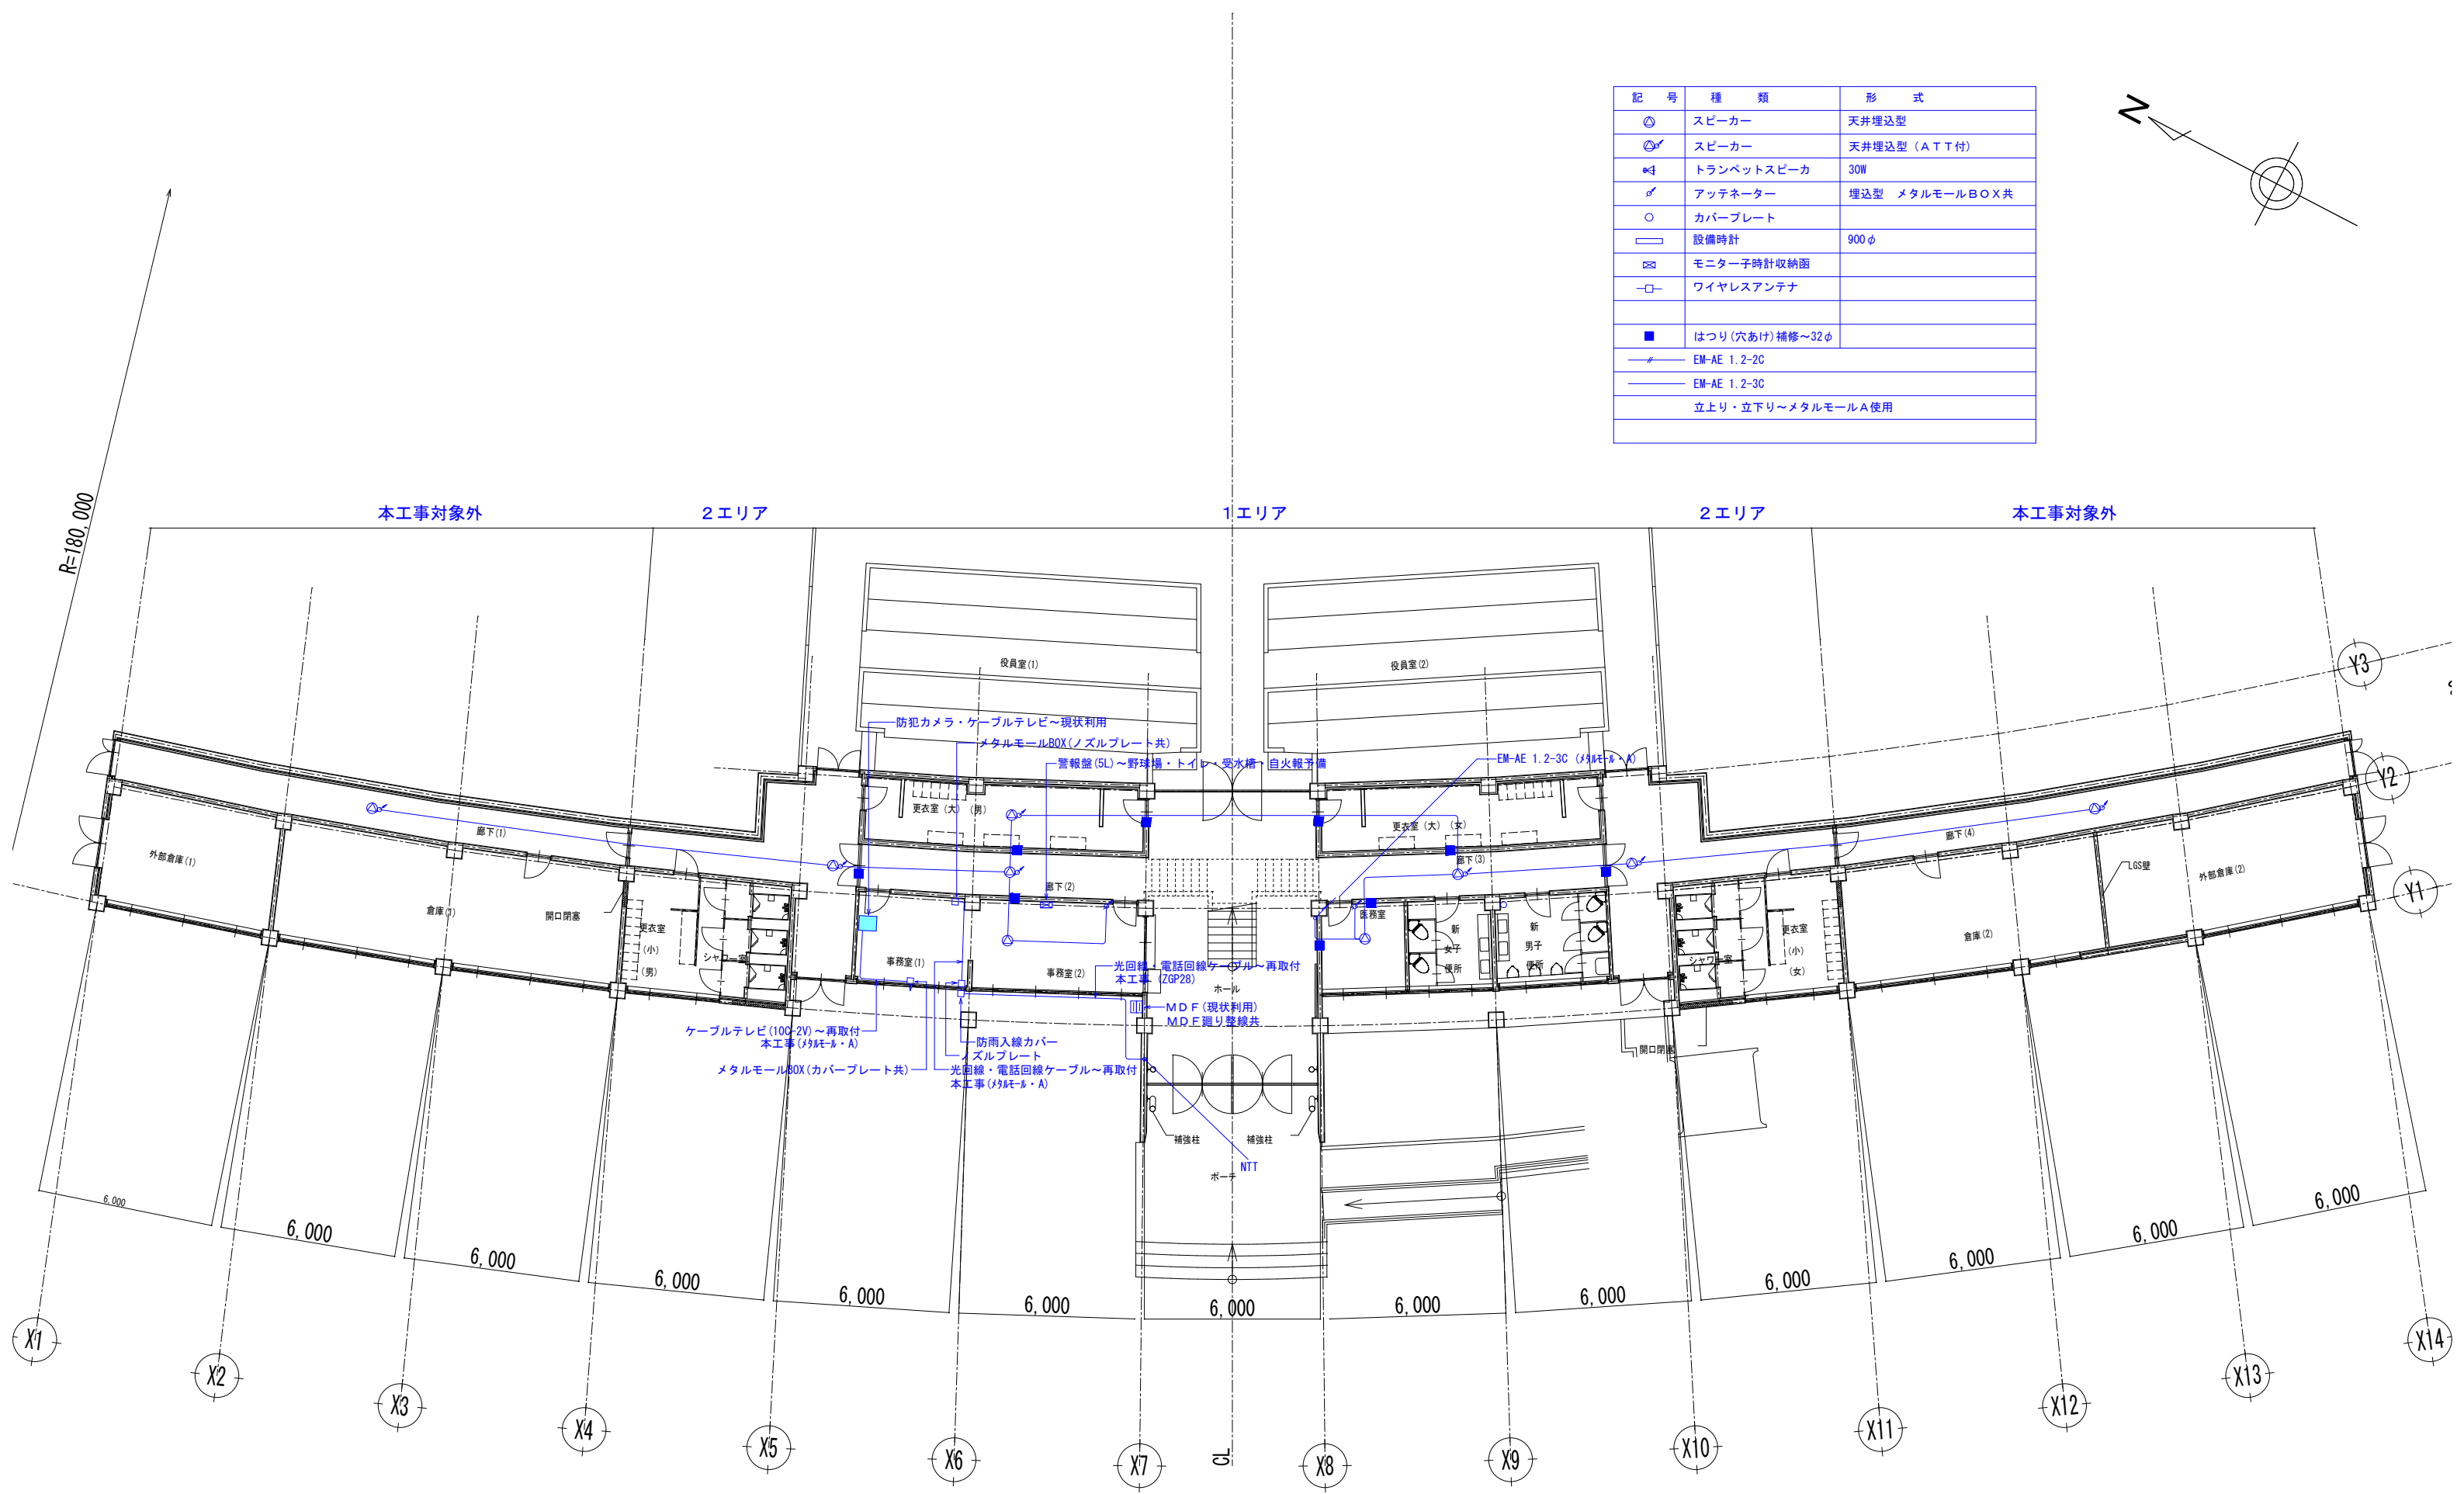 記　号　種　類　形　式
スピーカー　天井埋込型
スピーカー　天井埋込型（ＡＴＴ付）
トランペットスピーカ　30W
アッテネーター　埋込型　メタルモールＢＯＸ共
カバープレート
設備時計　900φ
モニター子時計収納函
ワイヤレスアンテナ
はつり(穴あけ)補修～32φ
EM-AE 1.2-2C
EM-AE 1.2-3C
立上り・立下り～メタルモールＡ使用
N
R=180,000
本工事対象外　２エリア　１エリア　２エリア　本工事対象外
役員室(1)　役員室(2)
Y3
Y2
Y1
防犯カメラ・ケーブルテレビ～現状利用
メタルモールBOX(ノズルプレート共)
警報盤(5L)～野球場・トイレ・受水槽・自火報予備
EM-AE 1.2-3C (ﾒﾀﾙﾓｰﾙ・A)
更衣室（大）（男）
更衣室（大）（女）
廊下(1)
廊下(2)
廊下(3)
廊下(4)
外部倉庫(1)
倉庫(1)
開口閉塞
更衣室
（小）
（男）
シャワー室
事務室(1)
事務室(2)
医務室
新
女子
便所
新
男子
便所
シャワー室
更衣室
（小）
（女）
倉庫(2)
LGS壁
外部倉庫(2)
光回線・電話回線ケーブル～再取付
本工事 (ZGP28)
ホール
ＭＤＦ(現状利用)
ＭＤＦ廻り整線共
ケーブルテレビ(10C-2V)～再取付
本工事(ﾒﾀﾙﾓｰﾙ・A)
防雨入線カバー
ノズルプレート
メタルモールBOX(カバープレート共)
光回線・電話回線ケーブル～再取付
本工事(ﾒﾀﾙﾓｰﾙ・A)
開口閉塞
補強柱　補強柱
NTT
ポーチ
6,000　6,000　6,000　6,000　6,000　6,000　6,000　6,000　6,000　6,000　6,000　6,000　6,000
X1　X2　X3　X4　X5　X6　X7　CL　X8　X9　X10　X11　X12　X13　X14